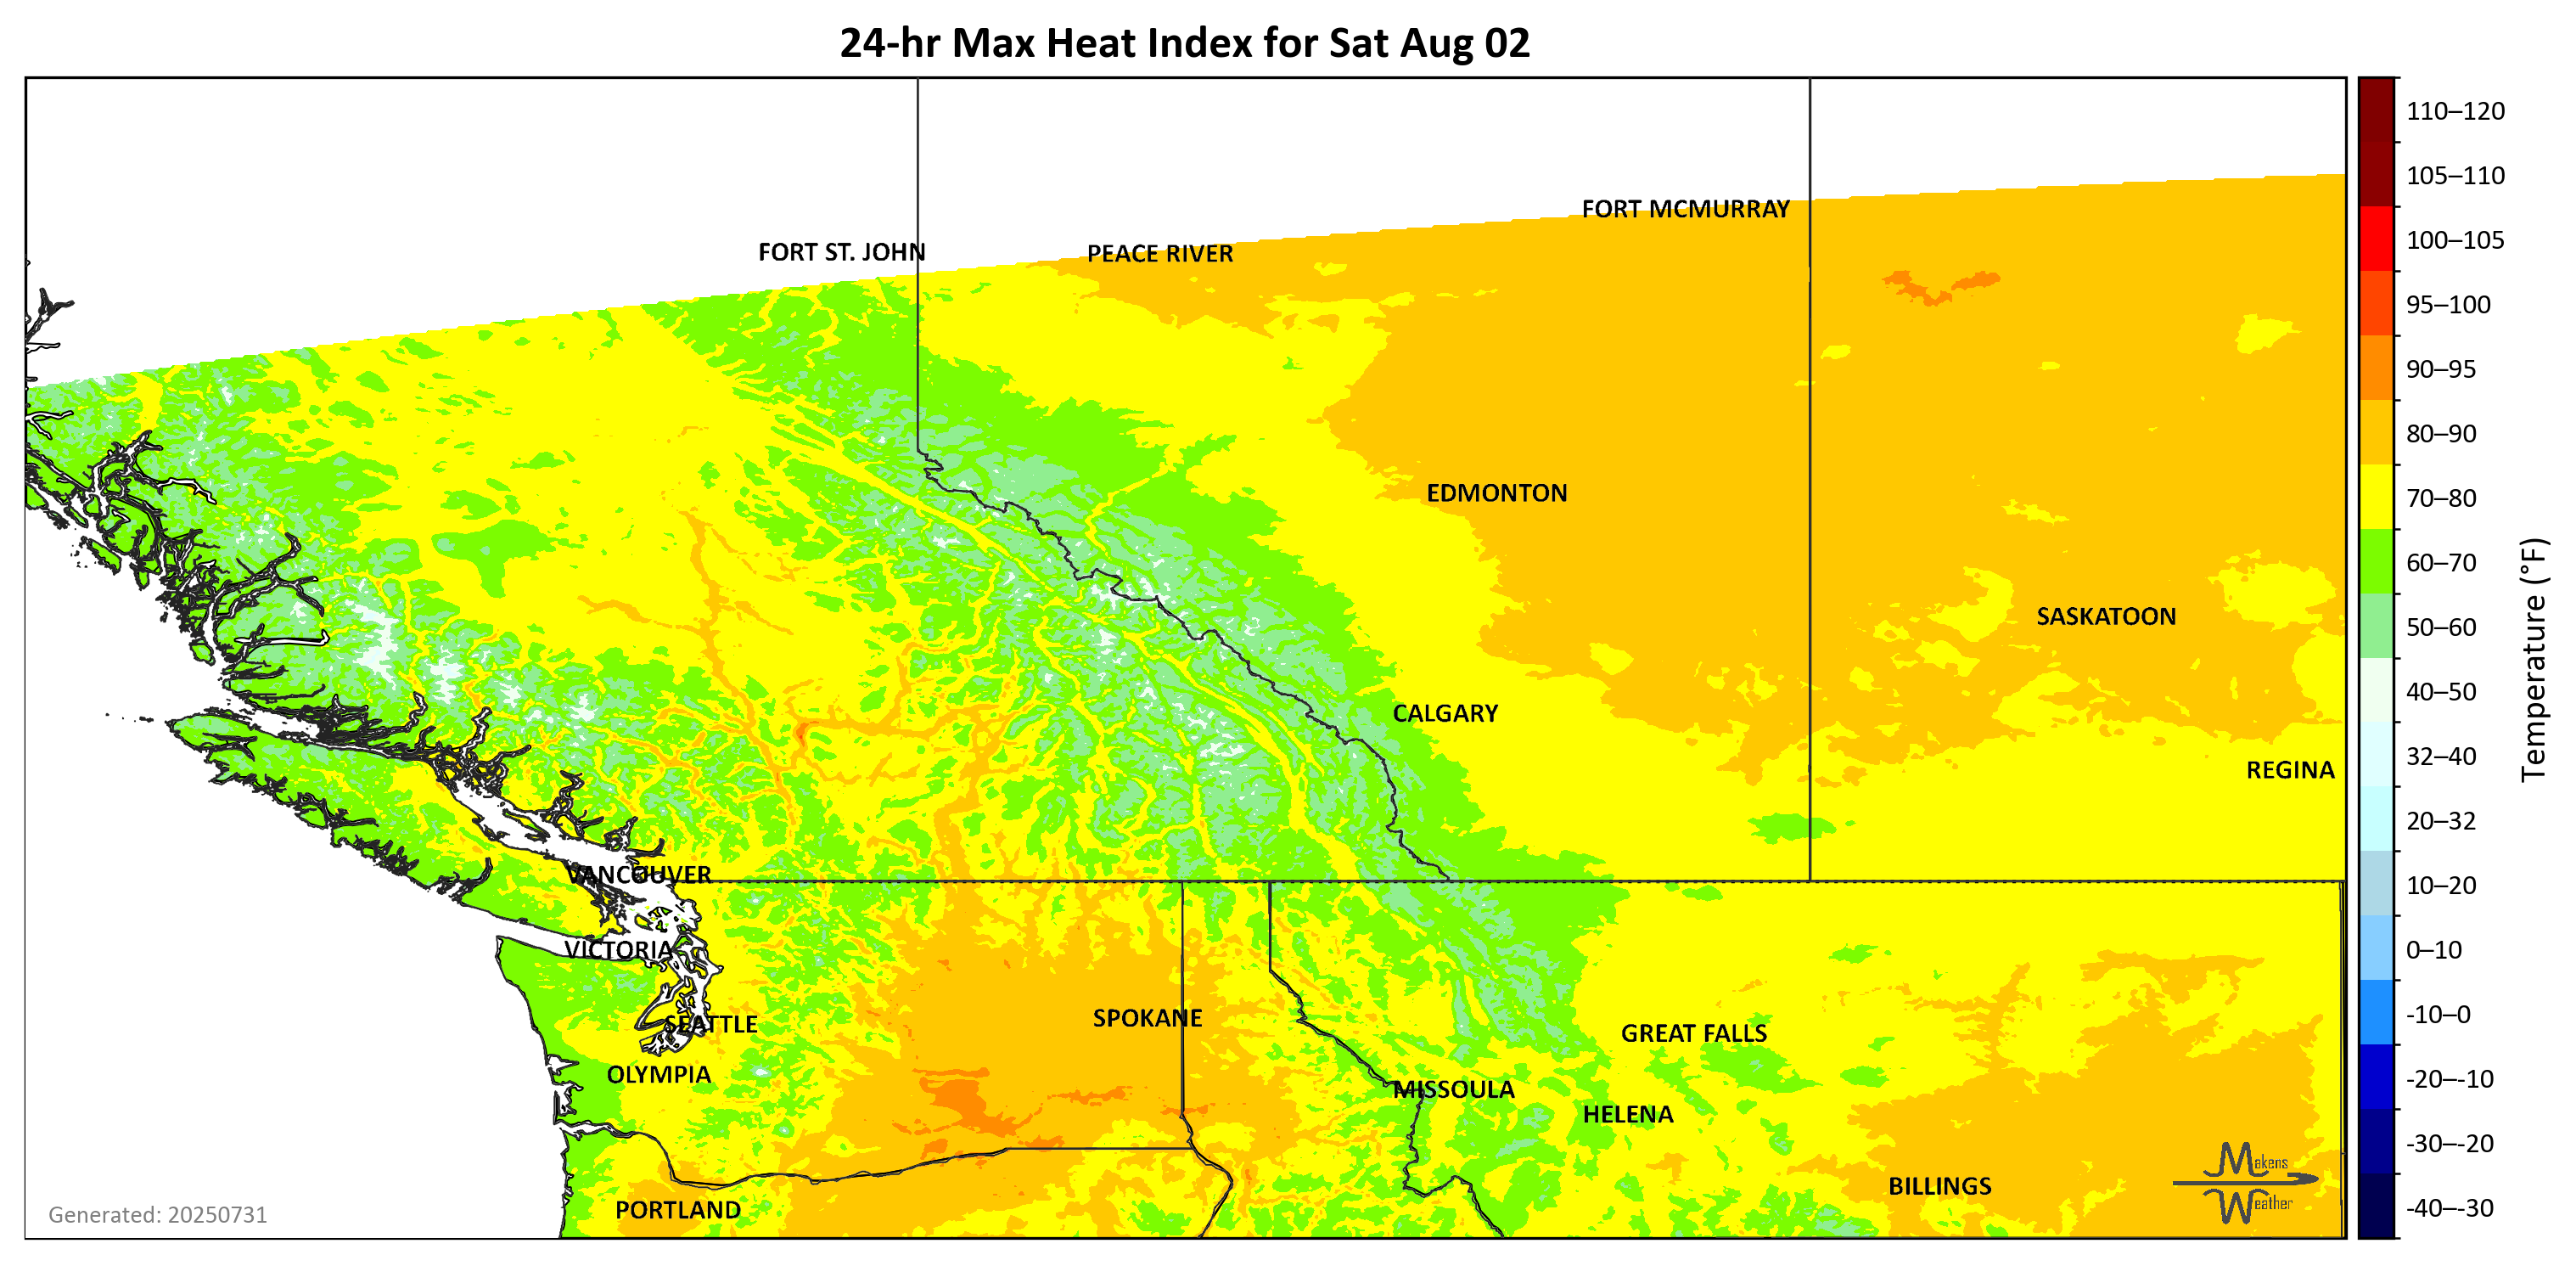 24-hr Max Heat Index for Sat Aug 02
FORT MCMURRAY
FORT ST. JOHN
PEACE RIVER
EDMONTON
SASKATOON
CALGARY
REGINA
VANCOUVER
VICTORIA
SEATTLE
SPOKANE
GREAT FALLS
OLYMPIA
MISSOULA
HELENA
BILLINGS
PORTLAND
Makens
Weather
Generated: 20250731
110–120
105–110
100–105
95–100
90–95
80–90
70–80
60–70
50–60
40–50
32–40
20–32
10–20
0–10
-10–0
-20–-10
-30–-20
-40–-30
Temperature (°F)